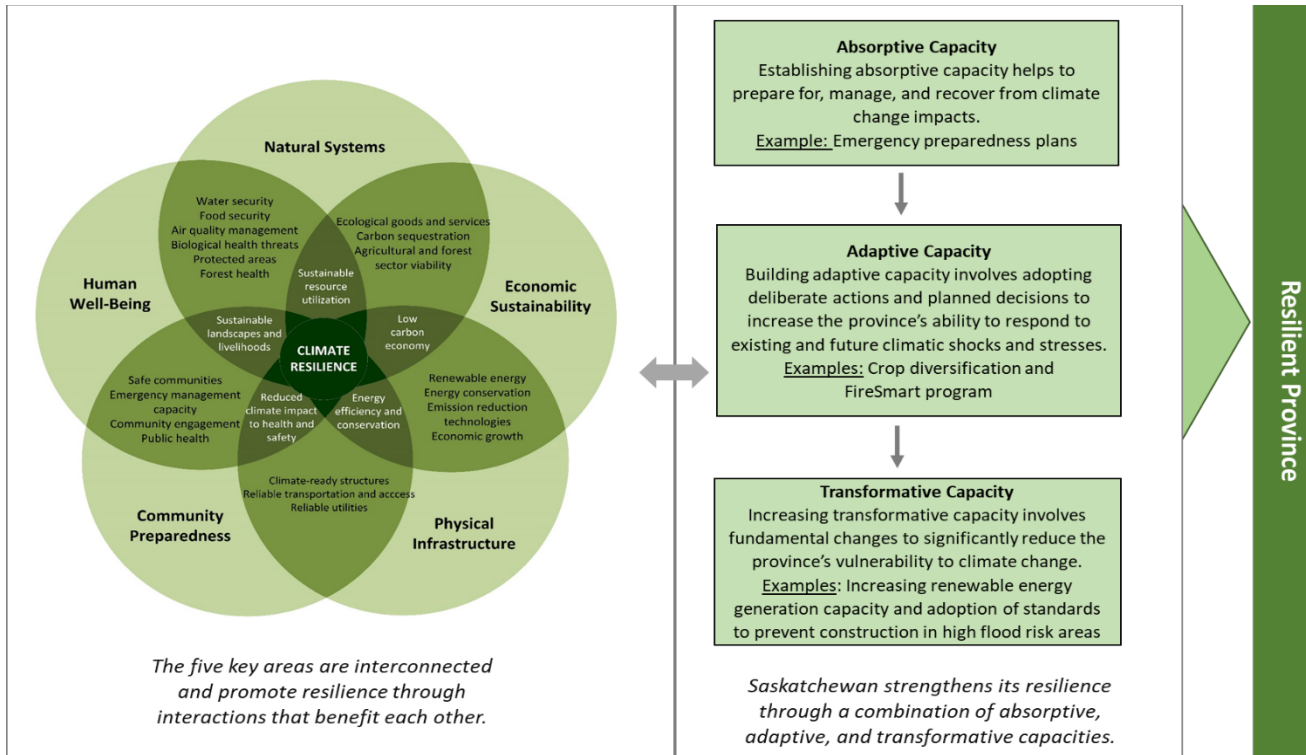 Natural Systems
Water security
Food security
Air quality management
Biological health threats
Protected areas
Forest health
Ecological goods and services
Carbon sequestration
Agricultural and forest
sector viability
Human
Well-Being
Sustainable
resource
utilization
Economic
Sustainability
Sustainable
landscapes and
livelihoods
Low
carbon
economy
CLIMATE
RESILIENCE
Safe communities
Emergency management
capacity
Community engagement
Public health
Reduced
climate impact
to health and
safety
Energy
efficiency and
conservation
Renewable energy
Energy conservation
Emission reduction
technologies
Economic growth
Climate-ready structures
Reliable transportation and acccess
Reliable utilities
Community
Preparedness
Physical
Infrastructure
The five key areas are interconnected
and promote resilience through
interactions that benefit each other.
Absorptive Capacity
Establishing absorptive capacity helps to
prepare for, manage, and recover from climate
change impacts.
Example: Emergency preparedness plans
Adaptive Capacity
Building adaptive capacity involves adopting
deliberate actions and planned decisions to
increase the province's ability to respond to
existing and future climatic shocks and stresses.
Examples: Crop diversification and
FireSmart program
Transformative Capacity
Increasing transformative capacity involves
fundamental changes to significantly reduce the
province's vulnerability to climate change.
Examples: Increasing renewable energy
generation capacity and adoption of standards
to prevent construction in high flood risk areas
Saskatchewan strengthens its resilience
through a combination of absorptive,
adaptive, and transformative capacities.
Resilient Province